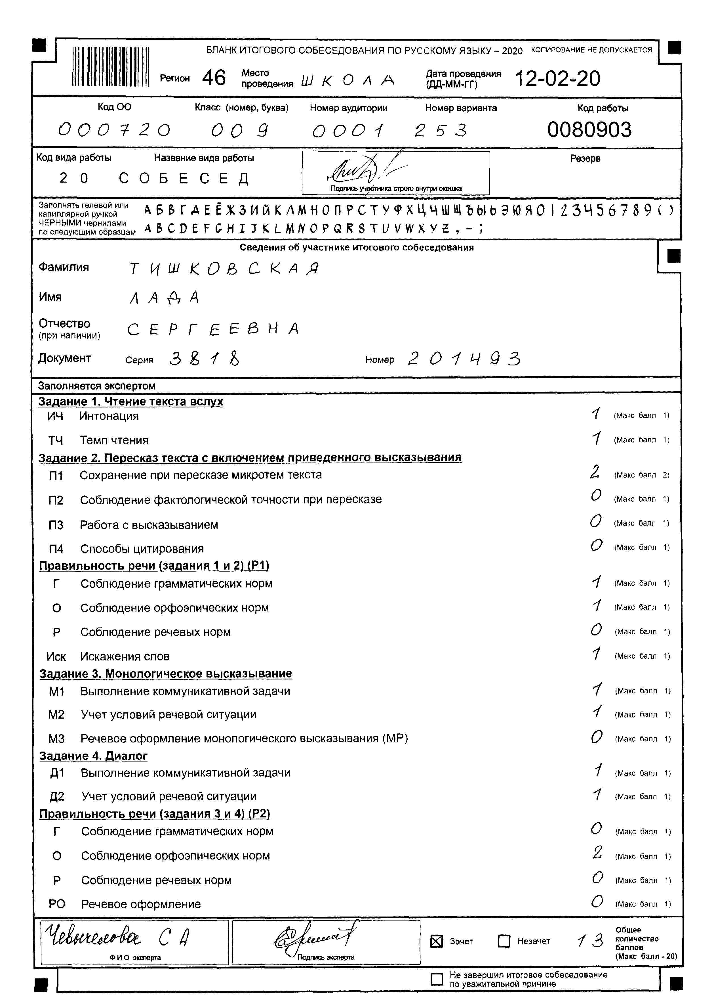 БЛАНК ИТОГОВОГО СОБЕСЕДОВАНИЯ ПО РУССКОМУ ЯЗЫКУ – 2020 КОПИРОВАНИЕ НЕ ДОПУСКАЕТСЯ
Регион 46 Место проведения ШКОЛА Дата проведения (ДД-ММ-ГГ) 12-02-20
Код ОО Класс (номер, буква) Номер аудитории Номер варианта Код работы
000720 009 0001 253 0080903
Код вида работы Название вида работы Резерв
20 СОБЕСЕД
Подпись участника строго внутри окошка
Заполнять гелевой или
капиллярной ручкой
ЧЕРНЫМИ чернилами
по следующим образцам
АБВГДЕЁЖЗИЙКЛМНОПРСТУФХЦЧШЩЪЫЬЭЮЯ0123456789()
ABCDEFGHIJKLMNOPQRSTUVWXYZ,-;
Сведения об участнике итогового собеседования
Фамилия ТИШКОВСКАЯ
Имя ЛАДА
Отчество СЕРГЕЕВНА
(при наличии)
Документ Серия 3818 Номер 201493
Заполняется экспертом
Задание 1. Чтение текста вслух
ИЧ Интонация 1 (Макс балл 1)
ТЧ Темп чтения 1 (Макс балл 1)
Задание 2. Пересказ текста с включением приведенного высказывания
П1 Сохранение при пересказе микротем текста 2 (Макс балл 2)
П2 Соблюдение фактологической точности при пересказе 0 (Макс балл 1)
П3 Работа с высказыванием 0 (Макс балл 1)
П4 Способы цитирования 0 (Макс балл 1)
Правильность речи (задания 1 и 2) (Р1)
Г Соблюдение грамматических норм 1 (Макс балл 1)
О Соблюдение орфоэпических норм 1 (Макс балл 1)
Р Соблюдение речевых норм 0 (Макс балл 1)
Иск Искажения слов 1 (Макс балл 1)
Задание 3. Монологическое высказывание
М1 Выполнение коммуникативной задачи 1 (Макс балл 1)
М2 Учет условий речевой ситуации 1 (Макс балл 1)
М3 Речевое оформление монологического высказывания (МР) 0 (Макс балл 1)
Задание 4. Диалог
Д1 Выполнение коммуникативной задачи 1 (Макс балл 1)
Д2 Учет условий речевой ситуации 1 (Макс балл 1)
Правильность речи (задания 3 и 4) (Р2)
Г Соблюдение грамматических норм 0 (Макс балл 1)
О Соблюдение орфоэпических норм 2 (Макс балл 1)
Р Соблюдение речевых норм 0 (Макс балл 1)
РО Речевое оформление 0 (Макс балл 1)
Чевычелова С А
ФИО эксперта
Подпись эксперта
Зачет Незачет 13
Общее
количество
баллов
(Макс балл - 20)
Не завершил итоговое собеседование
по уважительной причине